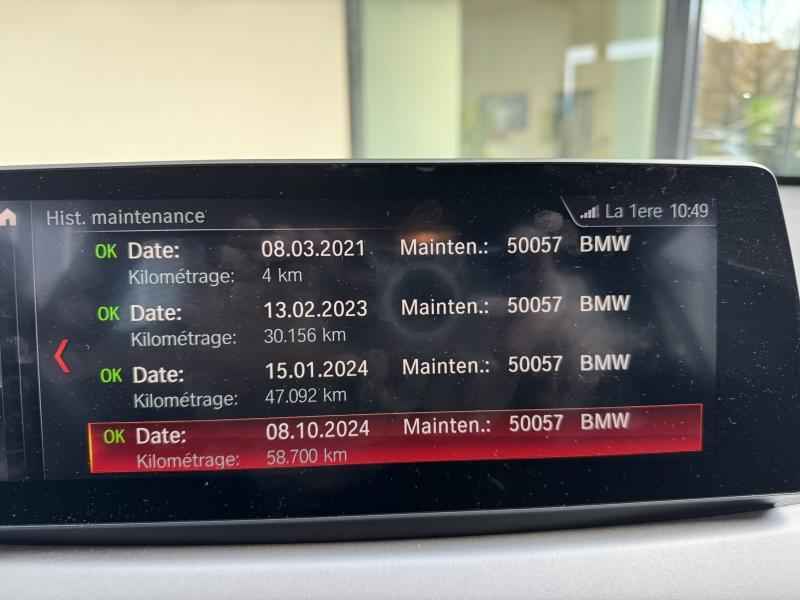 Hist. maintenance La 1ere 10:49
OK Date: 08.03.2021 Mainten.: 50057 BMW
Kilométrage: 4 km
OK Date: 13.02.2023 Mainten.: 50057 BMW
Kilométrage: 30.156 km
OK Date: 15.01.2024 Mainten.: 50057 BMW
Kilométrage: 47.092 km
OK Date: 08.10.2024 Mainten.: 50057 BMW
Kilométrage: 58.700 km